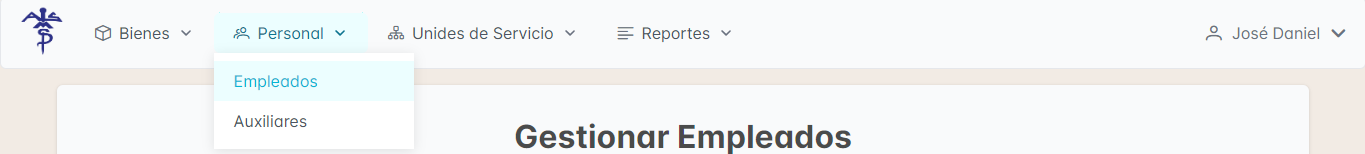 Bienes Personal Unides de Servicio Reportes José Daniel
Empleados
Auxiliares
Gestionar Empleados